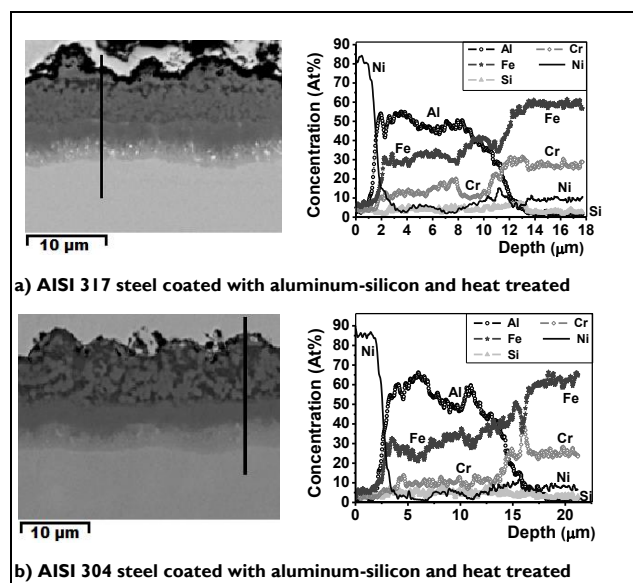 10 µm
Concentration (At%)
90
80
70
60
50
40
30
20
10
0
Al Cr
Fe Ni
Si
Ni
Al
Fe
Fe
Cr
Cr
Ni
Si
0 2 4 6 8 10 12 14 16 18
Depth (µm)
a) AISI 317 steel coated with aluminum-silicon and heat treated
10 µm
Concentration (At%)
90
80
70
60
50
40
30
20
10
0
Al Cr
Fe Ni
Si
Ni
Al
Fe
Fe
Cr
Cr
Ni
Si
0 5 10 15 20
Depth (µm)
b) AISI 304 steel coated with aluminum-silicon and heat treated